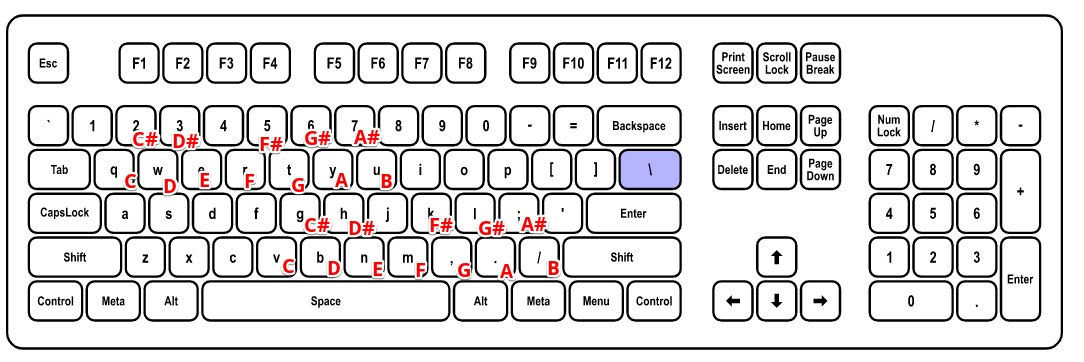 Esc F1 F2 F3 F4 F5 F6 F7 F8 F9 F10 F11 F12 Print Screen Scroll Lock Pause Break
` 1 2 3 4 5 6 7 8 9 0 - = Backspace Insert Home Page Up Num Lock / * -
C# D# F# G# A#
Tab q w e r t y u i o p [ ] \ Delete End Page Down 7 8 9 +
C D E F G A B
CapsLock a s d f g h j k l ; ' Enter 4 5 6
C# D# F# G# A#
Shift z x c v b n m , . / Shift 1 2 3 Enter
C D E F G A B
Control Meta Alt Space Alt Meta Menu Control 0 .